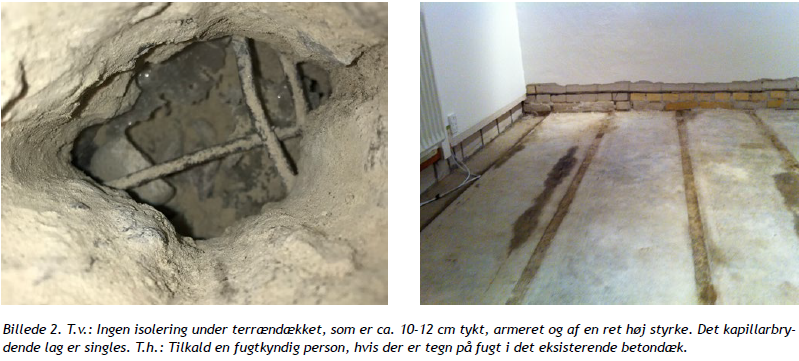 Billede 2. T.v.: Ingen isolering under terrændækket, som er ca. 10-12 cm tykt, armeret og af en ret høj styrke. Det kapillarbry-
dende lag er singles. T.h.: Tilkald en fugtkyndig person, hvis der er tegn på fugt i det eksisterende betondæk.